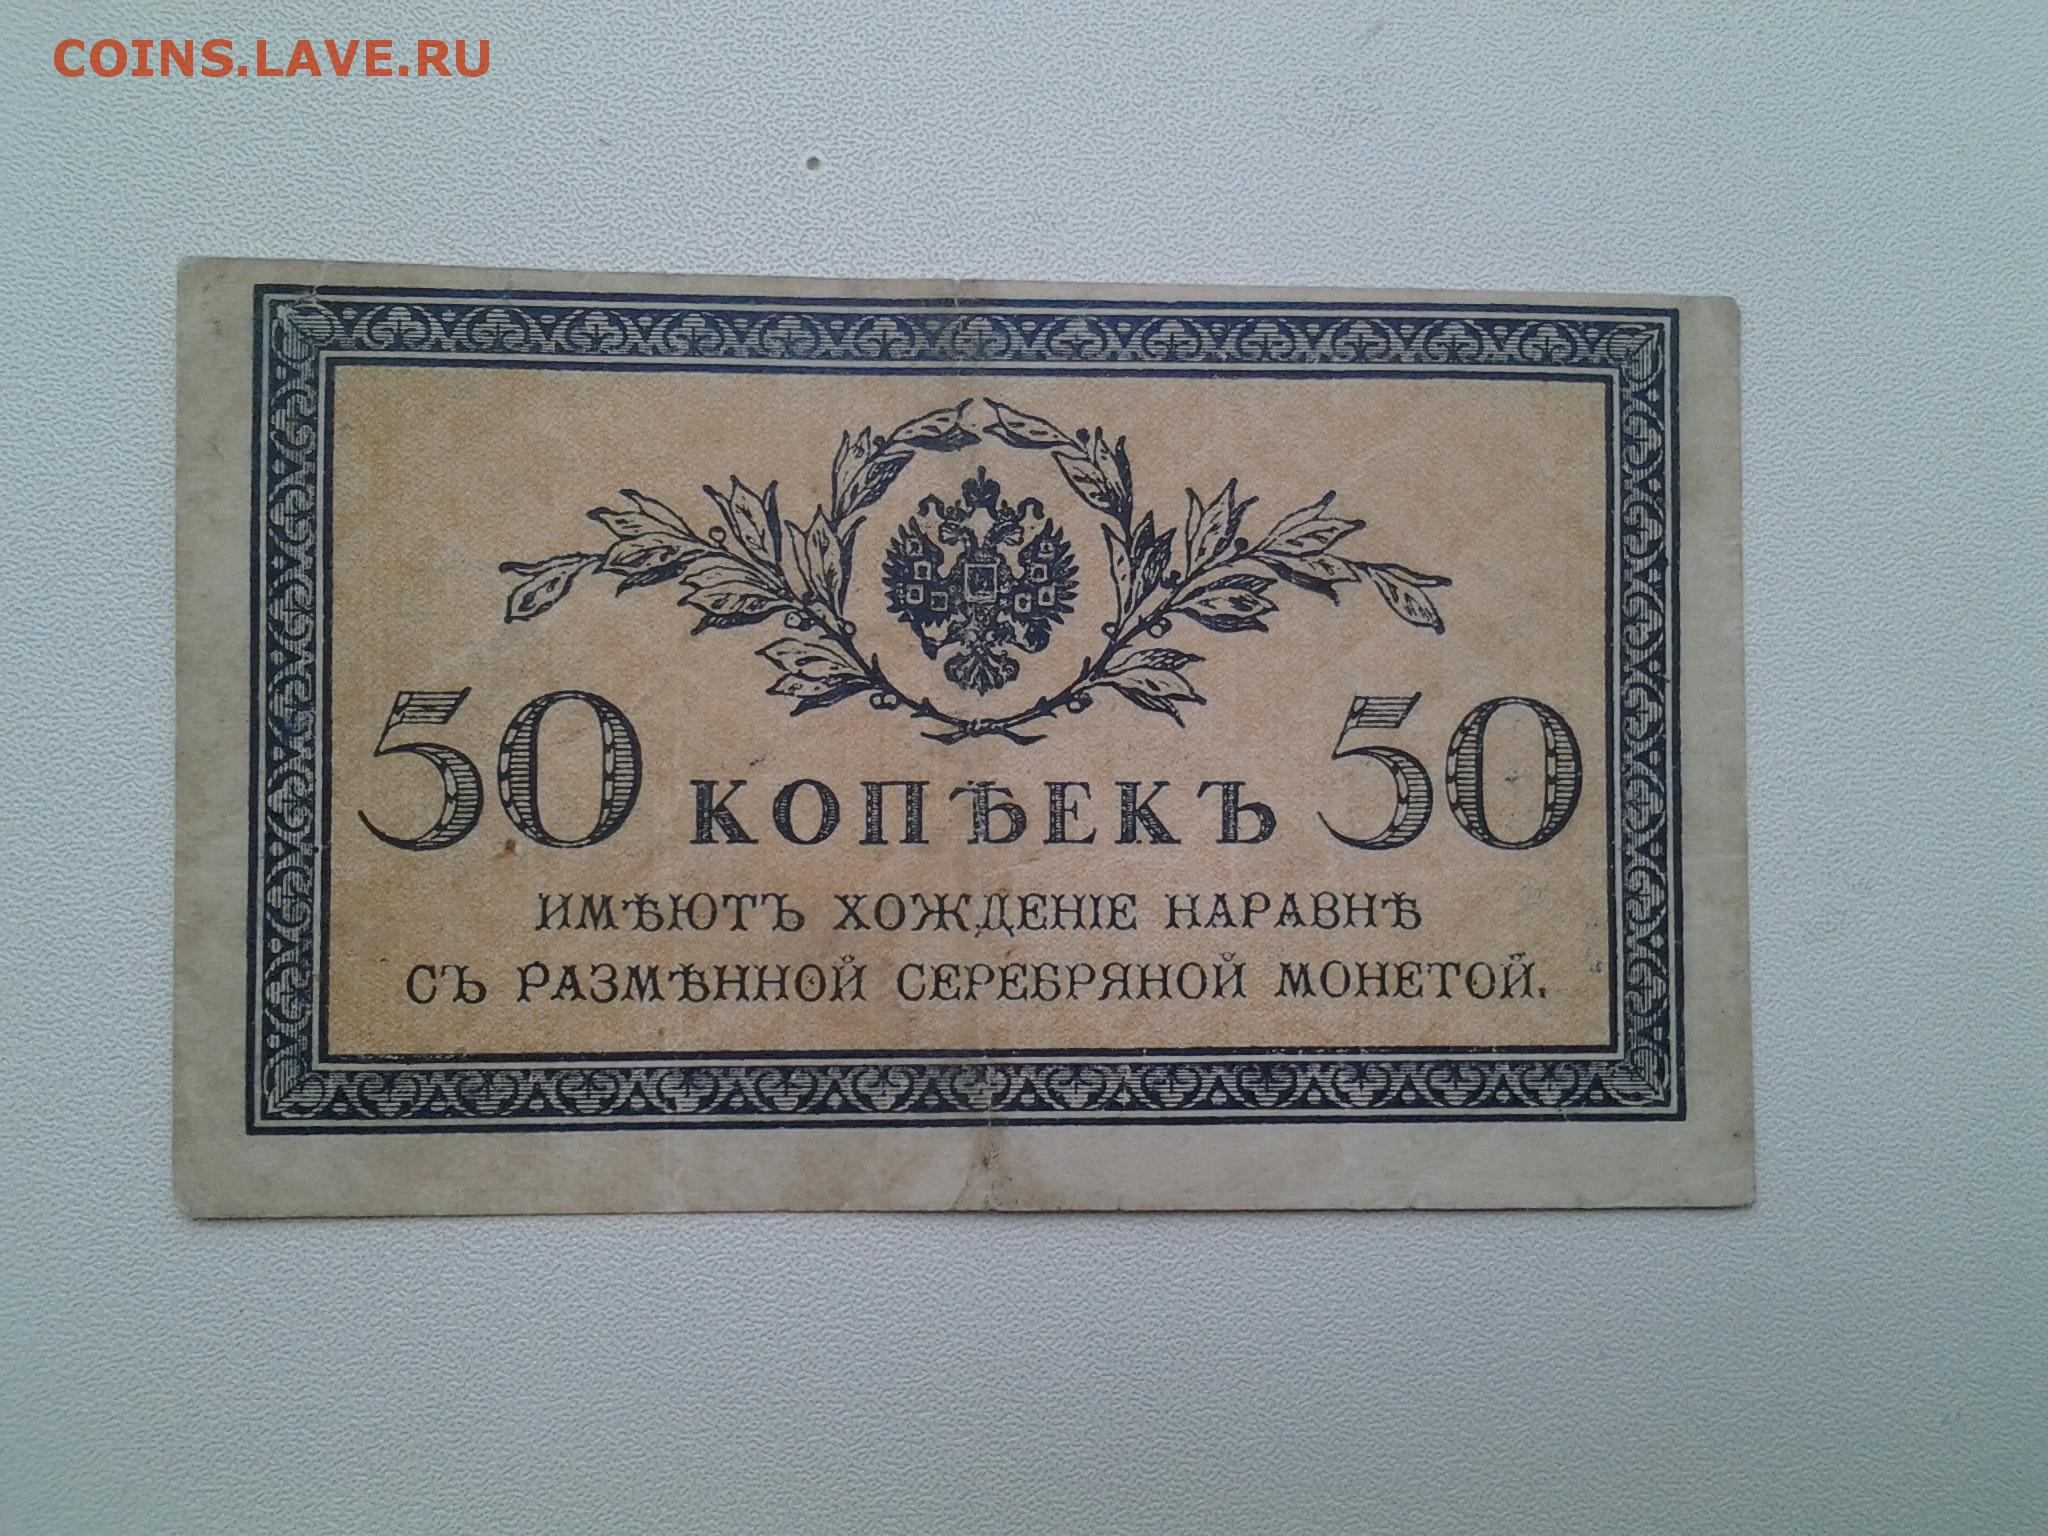 COINS.LAVE.RU
50 КОПѢЕКЪ 50
ИМѢЮТЪ ХОЖДЕНІЕ НАРАВНѢ
СЪ РАЗМѢННОЙ СЕРЕБРЯНОЙ МОНЕТОЙ.